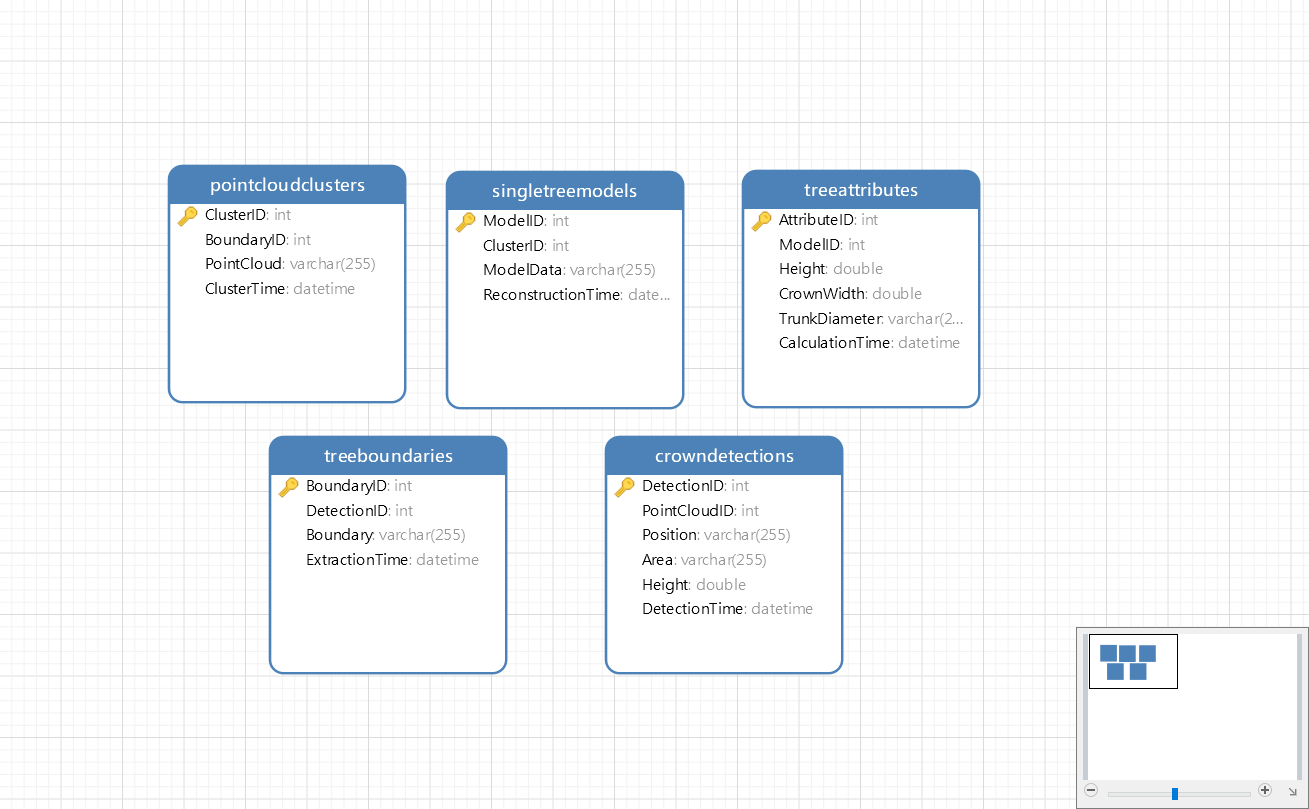 pointcloudclusters
ClusterID: int
BoundaryID: int
PointCloud: varchar(255)
ClusterTime: datetime
singletreemodels
ModelID: int
ClusterID: int
ModelData: varchar(255)
ReconstructionTime: date...
treeattributes
AttributeID: int
ModelID: int
Height: double
CrownWidth: double
TrunkDiameter: varchar(2...
CalculationTime: datetime
treeboundaries
BoundaryID: int
DetectionID: int
Boundary: varchar(255)
ExtractionTime: datetime
crowndetections
DetectionID: int
PointCloudID: int
Position: varchar(255)
Area: varchar(255)
Height: double
DetectionTime: datetime